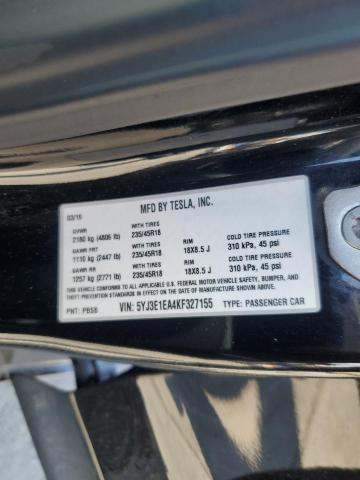 MFD BY TESLA, INC.
03/19
GVWR WITH TIRES RIM COLD TIRE PRESSURE
2180 kg (4806 lb) 235/45R18 18X8.5 J 310 kPa, 45 psi
GAWR FRT WITH TIRES
1110 kg (2447 lb) 235/45R18
GAWR RR WITH TIRES RIM COLD TIRE PRESSURE
1257 kg (2771 lb) 235/45R18 18X8.5 J 310 kPa, 45 psi
THIS VEHICLE CONFORMS TO ALL APPLICABLE U.S. FEDERAL MOTOR VEHICLE SAFETY, BUMPER, AND
THEFT PREVENTION STANDARDS IN EFFECT ON THE DATE OF MANUFACTURE SHOWN ABOVE.
PNT: PBSB VIN: 5YJ3E1EA4KF327155 TYPE: PASSENGER CAR